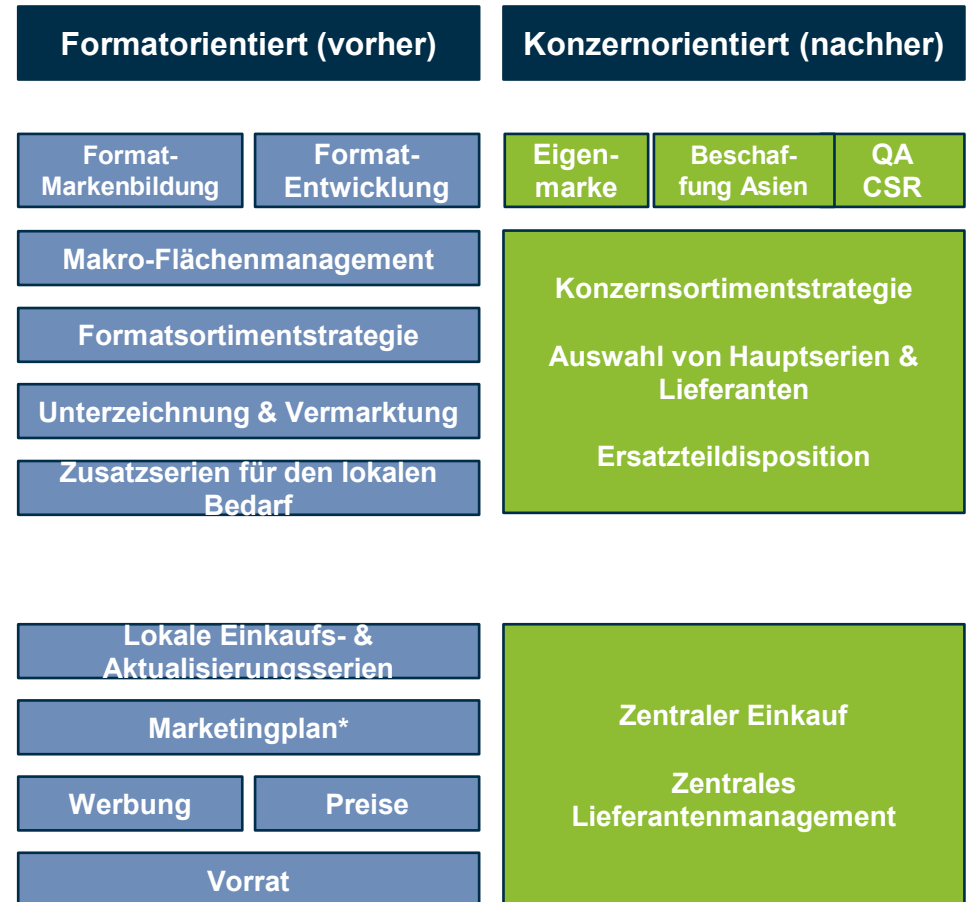 Formatorientiert (vorher)
Konzernorientiert (nachher)
Format-
Markenbildung
Format-
Entwicklung
Eigen-
marke
Beschaf-
fung Asien
QA
CSR
Makro-Flächenmanagement
Formatsortimentstrategie
Unterzeichnung & Vermarktung
Zusatzserien für den lokalen
Bedarf
Konzernsortimentstrategie
Auswahl von Hauptserien &
Lieferanten
Ersatzteildisposition
Lokale Einkaufs- &
Aktualisierungsserien
Marketingplan*
Werbung
Preise
Vorrat
Zentraler Einkauf
Zentrales
Lieferantenmanagement